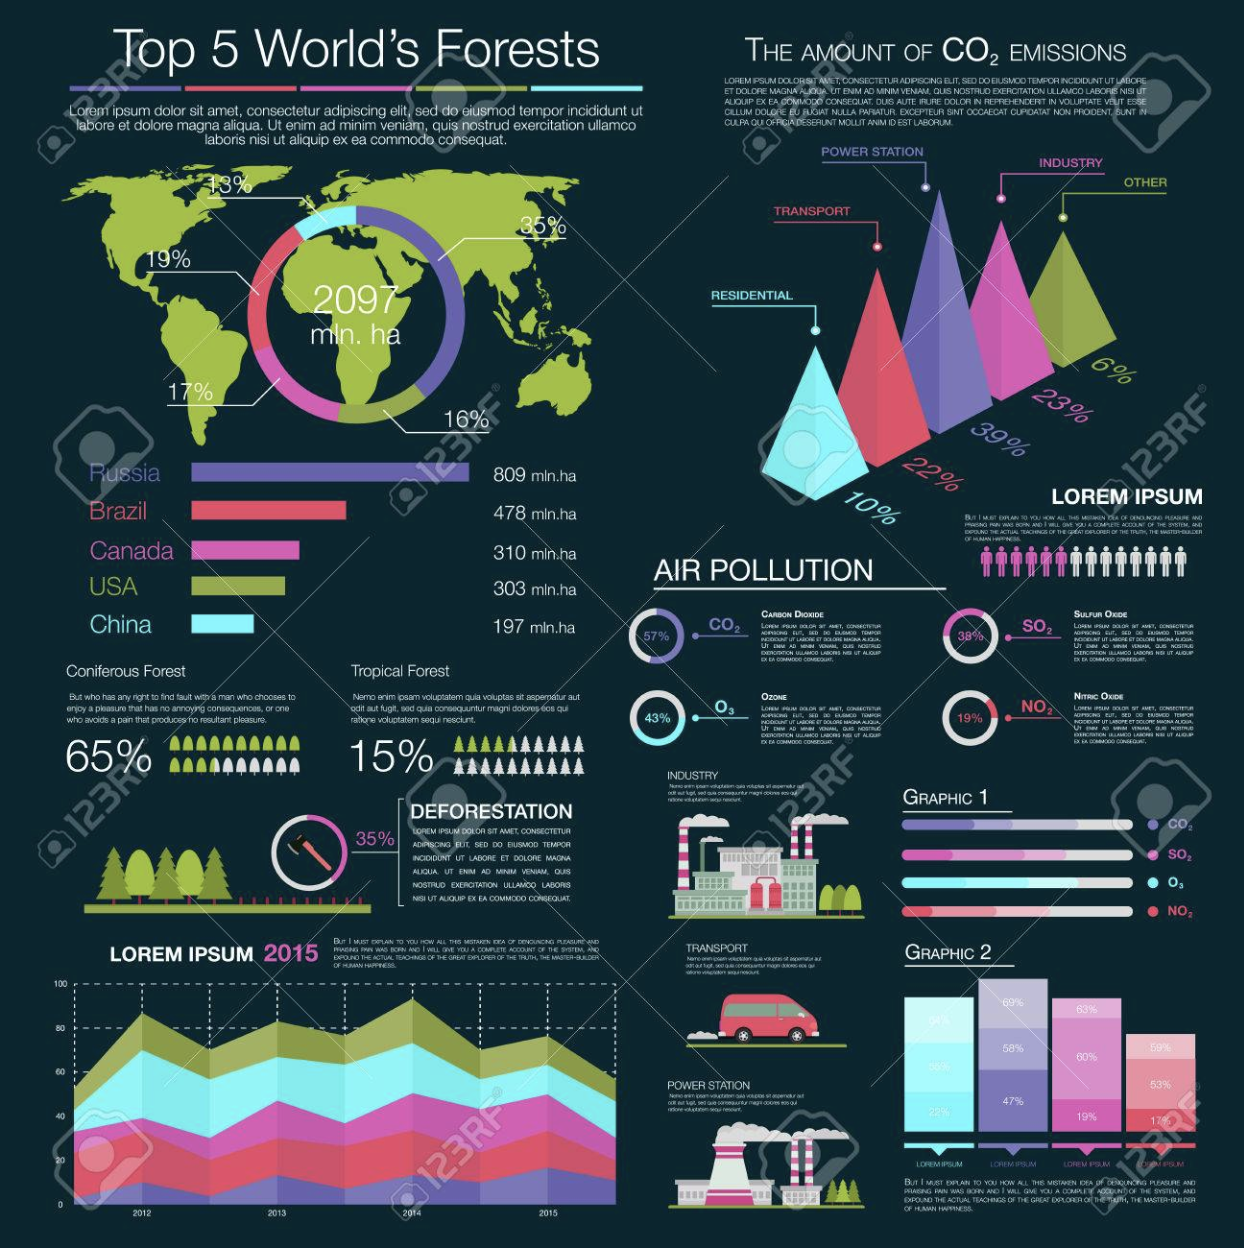 Top 5 World's Forests
Lorem ipsum dolor sit amet, consectetur adipiscing elit, sed do eiusmod tempor incididunt ut
labore et dolore magna aliqua. Ut enim ad minim veniam, quis nostrud exercitation ullamco
laboris nisi ut aliquip ex ea commodo consequat.
13%
35%
19%
2097
mln. ha
17%
16%
Russia 809 mln.ha
Brazil 478 mln.ha
Canada 310 mln.ha
USA 303 mln.ha
China 197 mln.ha
Coniferous Forest
But who has any right to find fault with a man who chooses to
enjoy a pleasure that has no annoying consequences, or one
who avoids a pain that produces no resultant pleasure.
65%
Tropical Forest
Nemo enim ipsam voluptatem quia voluptas sit aspernatur aut
odit aut fugit, sed quia consequuntur magni dolores eos qui
ratione voluptatem sequi nesciunt.
15%
35%
DEFORESTATION
LOREM IPSUM DOLOR SIT AMET, CONSECTETUR
ADIPISCING ELIT, SED DO EIUSMOD TEMPOR
INCIDIDUNT UT LABORE ET DOLORE MAGNA
ALIQUA. UT ENIM AD MINIM VENIAM, QUIS
NOSTRUD EXERCITATION ULLAMCO LABORIS
NISI UT ALIQUIP EX EA COMMODO CONSEQUAT.
LOREM IPSUM 2015
BUT I MUST EXPLAIN TO YOU HOW ALL THIS MISTAKEN IDEA OF DENOUNCING PLEASURE AND
PRAISING PAIN WAS BORN AND I WILL GIVE YOU A COMPLETE ACCOUNT OF THE SYSTEM, AND
EXPOUND THE ACTUAL TEACHINGS OF THE GREAT EXPLORER OF THE TRUTH, THE MASTER-BUILDER
OF HUMAN HAPPINESS.
100
80
60
40
20
0
2012 2013 2014 2015
THE AMOUNT OF CO₂ EMISSIONS
LOREM IPSUM DOLOR SIT AMET, CONSECTETUR ADIPISCING ELIT, SED DO EIUSMOD TEMPOR INCIDIDUNT UT LABORE
ET DOLORE MAGNA ALIQUA. UT ENIM AD MINIM VENIAM, QUIS NOSTRUD EXERCITATION ULLAMCO LABORIS NISI UT
ALIQUIP EX EA COMMODO CONSEQUAT. DUIS AUTE IRURE DOLOR IN REPREHENDERIT IN VOLUPTATE VELIT ESSE
CILLUM DOLORE EU FUGIAT NULLA PARIATUR. EXCEPTEUR SINT OCCAECAT CUPIDATAT NON PROIDENT, SUNT IN
CULPA QUI OFFICIA DESERUNT MOLLIT ANIM ID EST LABORUM.
POWER STATION
INDUSTRY
OTHER
TRANSPORT
RESIDENTIAL
6%
23%
39%
22%
10%
LOREM IPSUM
BUT I MUST EXPLAIN TO YOU HOW ALL THIS MISTAKEN IDEA OF DENOUNCING PLEASURE AND
PRAISING PAIN WAS BORN AND I WILL GIVE YOU A COMPLETE ACCOUNT OF THE SYSTEM, AND
EXPOUND THE ACTUAL TEACHINGS OF THE GREAT EXPLORER OF THE TRUTH, THE MASTER-BUILDER
OF HUMAN HAPPINESS.
AIR POLLUTION
57%
CO₂
CARBON DIOXIDE
LOREM IPSUM DOLOR SIT AMET, CONSECTETUR
ADIPISCING ELIT, SED DO EIUSMOD TEMPOR
INCIDIDUNT UT LABORE ET DOLORE MAGNA ALIQUA.
UT ENIM AD MINIM VENIAM, QUIS NOSTRUD
EXERCITATION ULLAMCO LABORIS NISI UT ALIQUIP
EX EA COMMODO CONSEQUAT.
38%
SO₂
SULFUR OXIDE
LOREM IPSUM DOLOR SIT AMET, CONSECTETUR
ADIPISCING ELIT, SED DO EIUSMOD TEMPOR
INCIDIDUNT UT LABORE ET DOLORE MAGNA ALIQUA.
UT ENIM AD MINIM VENIAM, QUIS NOSTRUD
EXERCITATION ULLAMCO LABORIS NISI UT ALIQUIP
EX EA COMMODO CONSEQUAT.
43%
O₃
OZONE
LOREM IPSUM DOLOR SIT AMET, CONSECTETUR
ADIPISCING ELIT, SED DO EIUSMOD TEMPOR
INCIDIDUNT UT LABORE ET DOLORE MAGNA ALIQUA.
UT ENIM AD MINIM VENIAM, QUIS NOSTRUD
EXERCITATION ULLAMCO LABORIS NISI UT ALIQUIP
EX EA COMMODO CONSEQUAT.
19%
NO₂
NITRIC OXIDE
LOREM IPSUM DOLOR SIT AMET, CONSECTETUR
ADIPISCING ELIT, SED DO EIUSMOD TEMPOR
INCIDIDUNT UT LABORE ET DOLORE MAGNA ALIQUA.
UT ENIM AD MINIM VENIAM, QUIS NOSTRUD
EXERCITATION ULLAMCO LABORIS NISI UT ALIQUIP
EX EA COMMODO CONSEQUAT.
INDUSTRY
Nemo enim ipsam voluptatem quia voluptas sit aspernatur aut
odit aut fugit, sed quia consequuntur magni dolores eos qui
ratione voluptatem sequi nesciunt.
GRAPHIC 1
CO₂
SO₂
O₃
NO₂
TRANSPORT
Nemo enim ipsam voluptatem quia voluptas sit aspernatur aut
odit aut fugit, sed quia consequuntur magni dolores eos qui
ratione voluptatem sequi nesciunt.
GRAPHIC 2
69%
63%
58%
60%
59%
53%
47%
22%
19%
17%
LOREM IPSUM LOREM IPSUM LOREM IPSUM LOREM IPSUM
POWER STATION
Nemo enim ipsam voluptatem quia voluptas sit aspernatur aut
odit aut fugit, sed quia consequuntur magni dolores eos qui
ratione voluptatem sequi nesciunt.
BUT I MUST EXPLAIN TO YOU HOW ALL THIS MISTAKEN IDEA OF DENOUNCING PLEASURE AND
PRAISING PAIN WAS BORN AND I WILL GIVE YOU A COMPLETE ACCOUNT OF THE SYSTEM, AND
EXPOUND THE ACTUAL TEACHINGS OF THE GREAT EXPLORER OF THE TRUTH, THE MASTER-BUILDER
OF HUMAN HAPPINESS.
123RF